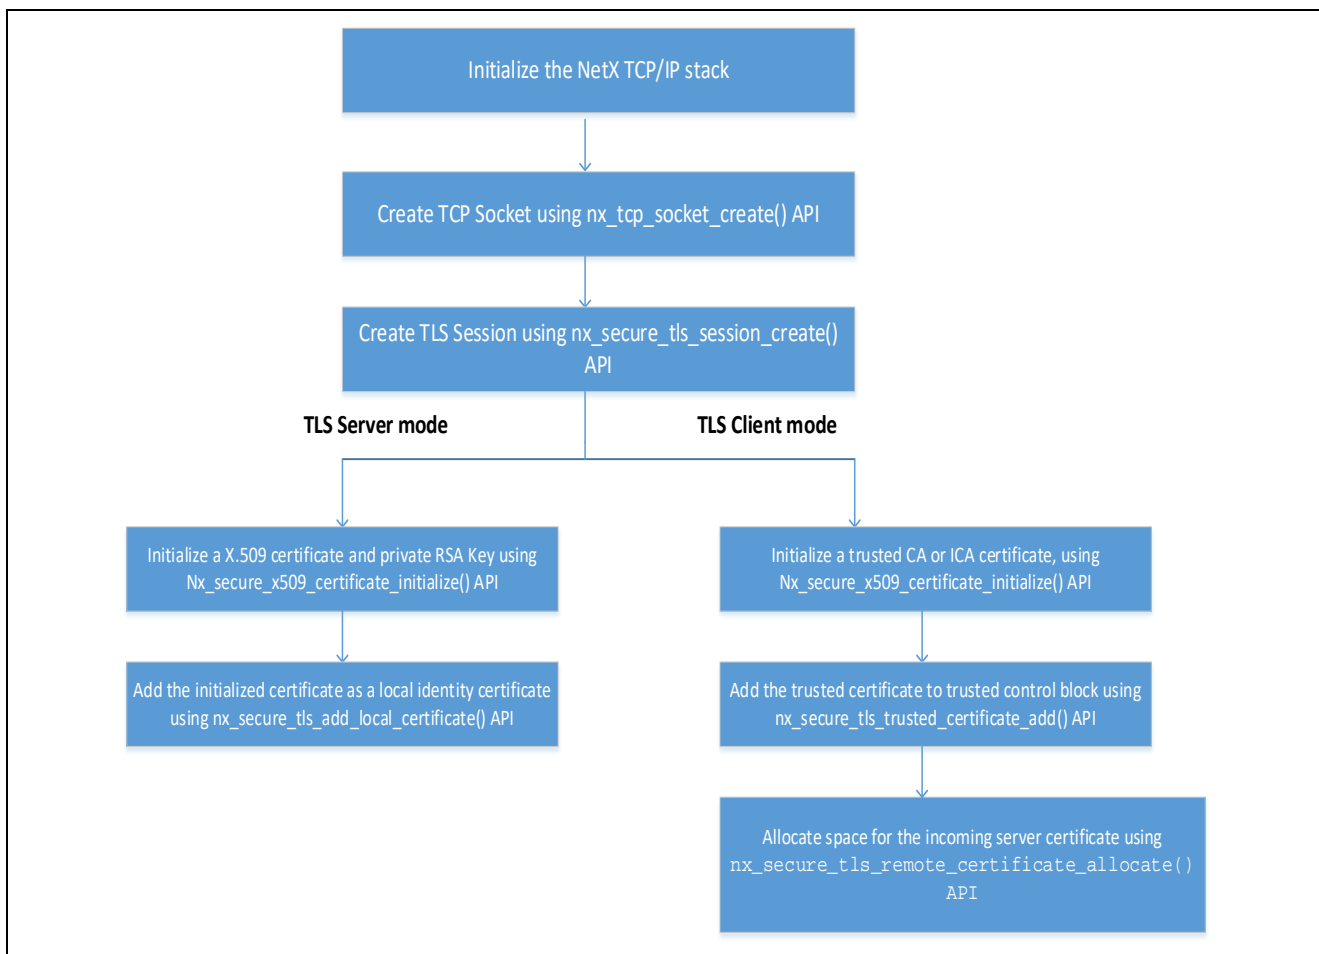 Initialize the NetX TCP/IP stack
Create TCP Socket using nx_tcp_socket_create() API
Create TLS Session using nx_secure_tls_session_create()
API
TLS Server mode
TLS Client mode
Initialize a X.509 certificate and private RSA Key using
Nx_secure_x509_certificate_initialize() API
Initialize a trusted CA or ICA certificate, using
Nx_secure_x509_certificate_initialize() API
Add the initialized certificate as a local identity certificate
using nx_secure_tls_add_local_certificate() API
Add the trusted certificate to trusted control block using
nx_secure_tls_trusted_certificate_add() API
Allocate space for the incoming server certificate using
nx_secure_tls_remote_certificate_allocate()
API